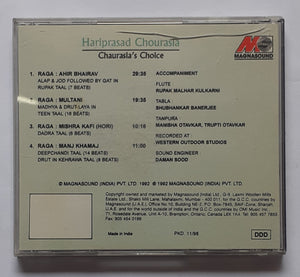 Hariprasad Chourasia
Chaurasia's Choice
MAGNASOUND
1. RAGA : AHIR BHAIRAV 29:35
ALAP & JOD FOLLOWED BY GAT IN
RUPAK TAAL (7 BEATS)
2. RAGA : MULTANI 29:38
MADHYA & DRUT-LAYA IN
TEEN TAAL (16 BEATS)
3. RAGA : MISHRA KAFI (HORI) 10:16
DADRA TAAL (6 BEATS)
4. RAGA : MANJ KHAMAJ 11:00
DEEPCHANDI TAAL (14 BEATS)
DRUT IN KEHRAWA TAAL (8 BEATS)
ACCOMPANIMENT
FLUTE
RUPAK MALHAR KULKARNI
TABLA
SHUBHANKAR BANERJEE
TANPURA
MANISHA OTAVKAR, TRUPTI OTAVKAR
RECORDED AT
WESTERN OUTDOOR STUDIOS
SOUND ENGINEER
DAMAN SOOD
℗ MAGNASOUND (INDIA) PVT. LTD. 1992 © 1992 MAGNASOUND (INDIA) PVT. LTD.
Made in India
PKD. 11/96
DDD